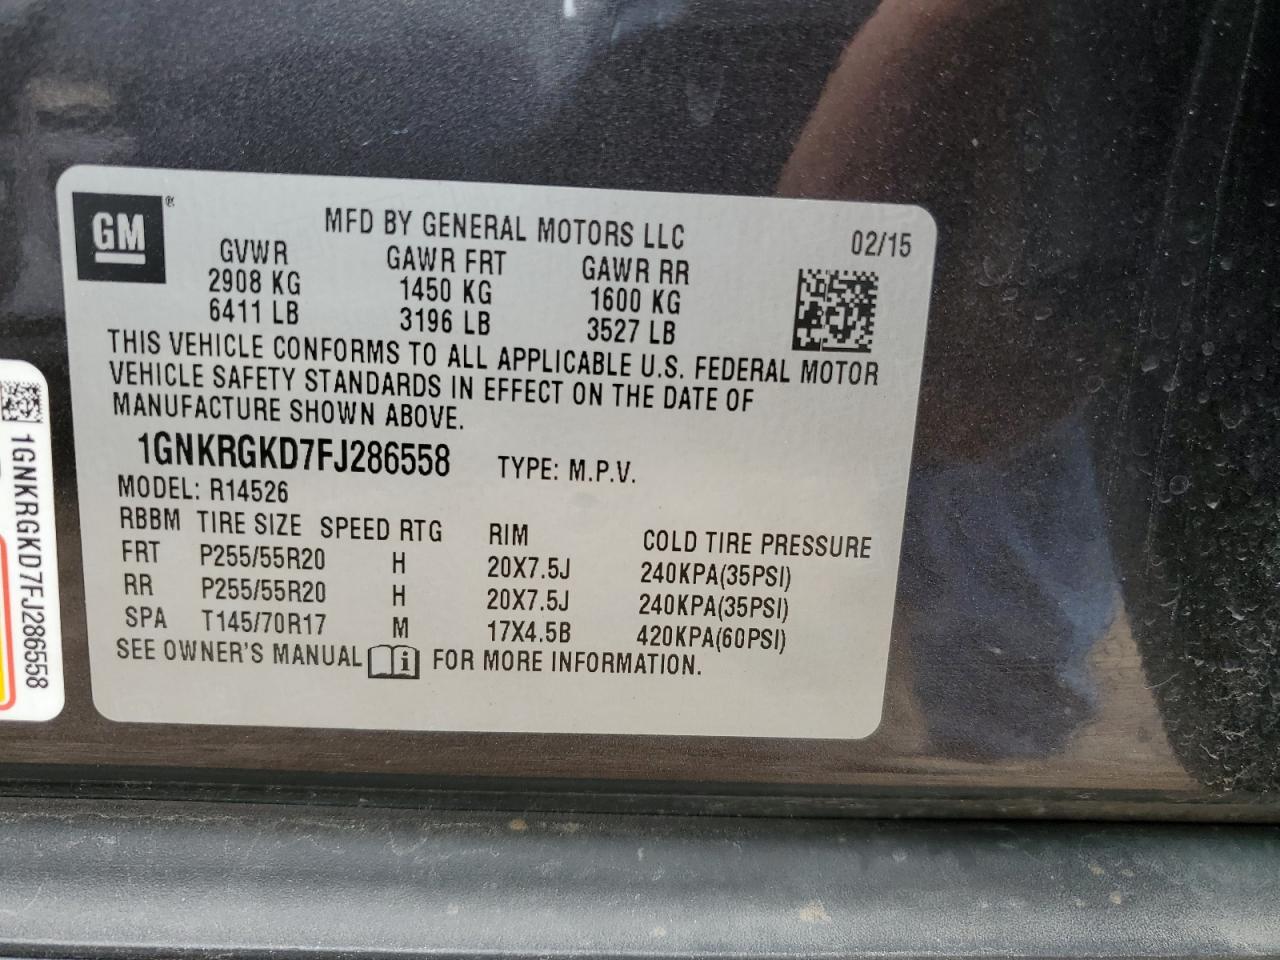 GM®
MFD BY GENERAL MOTORS LLC
02/15
GVWR GAWR FRT GAWR RR
2908 KG 1450 KG 1600 KG
6411 LB 3196 LB 3527 LB
THIS VEHICLE CONFORMS TO ALL APPLICABLE U.S. FEDERAL MOTOR
VEHICLE SAFETY STANDARDS IN EFFECT ON THE DATE OF
MANUFACTURE SHOWN ABOVE.
1GNKRGKD7FJ286558 TYPE: M.P.V.
MODEL: R14526
RBBM TIRE SIZE SPEED RTG RIM COLD TIRE PRESSURE
FRT P255/55R20 H 20X7.5J 240KPA(35PSI)
RR P255/55R20 H 20X7.5J 240KPA(35PSI)
SPA T145/70R17 M 17X4.5B 420KPA(60PSI)
SEE OWNER'S MANUAL i FOR MORE INFORMATION.
1GNKRGKD7FJ286558